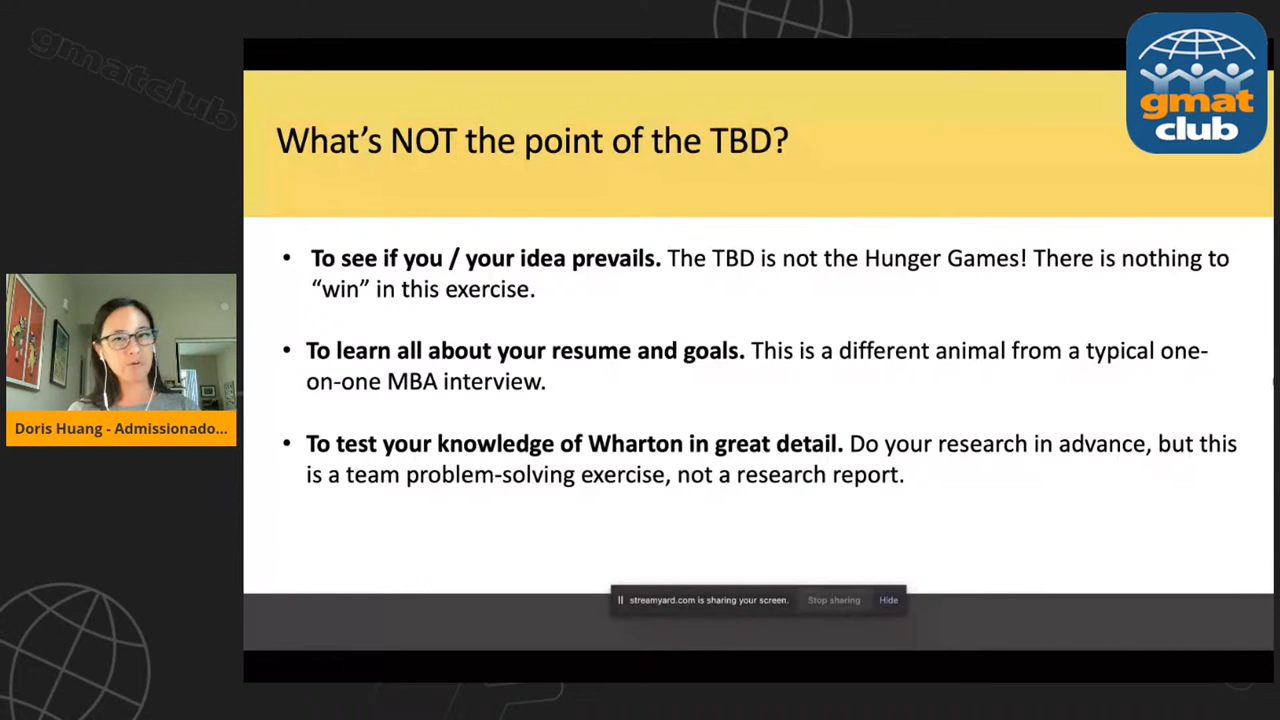 gmatclub
gmat
club
What's NOT the point of the TBD?
• To see if you / your idea prevails. The TBD is not the Hunger Games! There is nothing to
“win” in this exercise.
• To learn all about your resume and goals. This is a different animal from a typical one-
on-one MBA interview.
• To test your knowledge of Wharton in great detail. Do your research in advance, but this
is a team problem-solving exercise, not a research report.
Doris Huang - Admissionado...
streamyard.com is sharing your screen. Stop sharing Hide